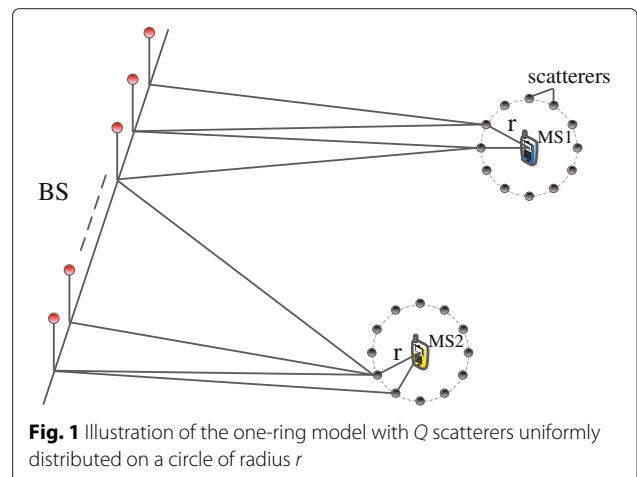 scatterers
r
MS1
BS
MS2
r
Fig. 1 Illustration of the one-ring model with Q scatterers uniformly
distributed on a circle of radius r